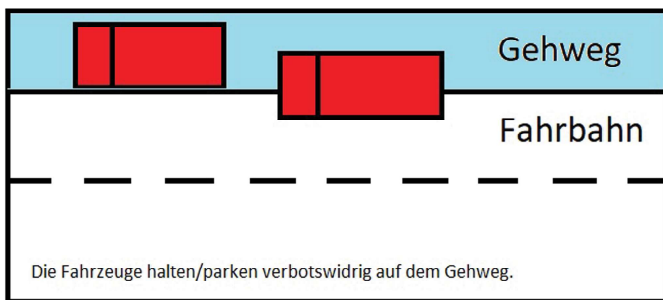 Gehweg
Fahrbahn
Die Fahrzeuge halten/parken verbotswidrig auf dem Gehweg.